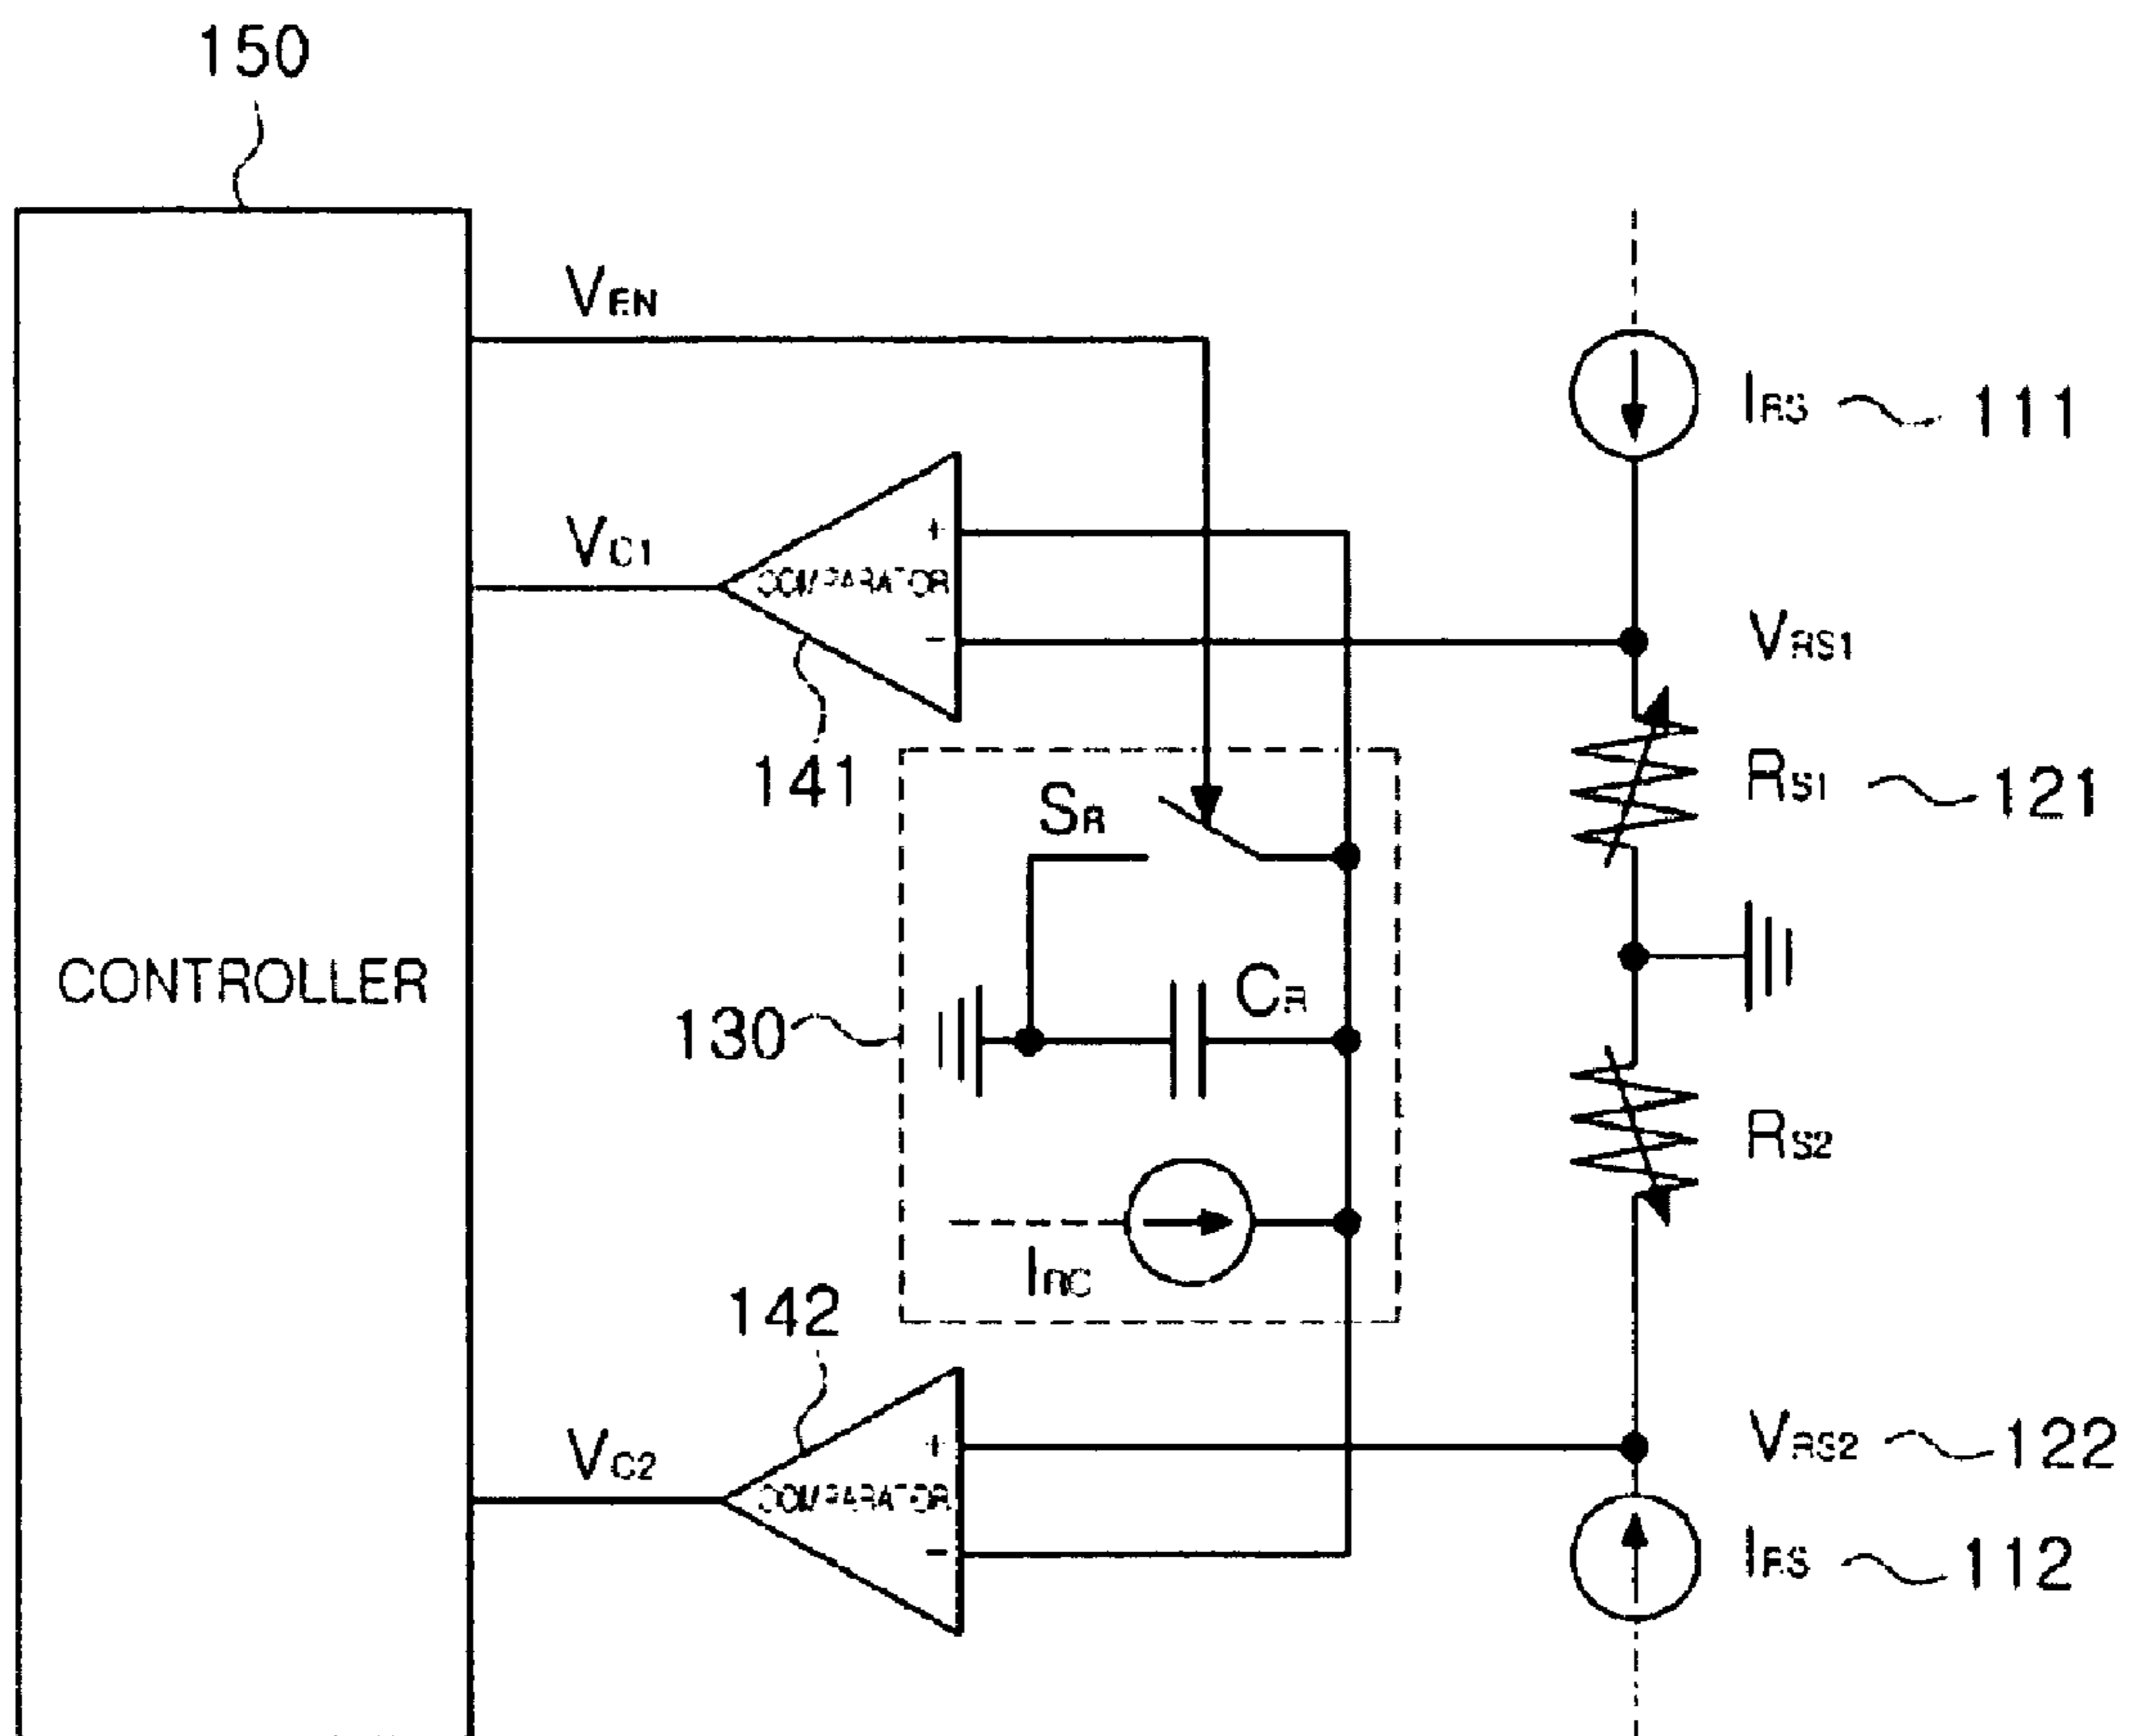 150
VEN
IRS 111
VC1
COMPARATOR
+
-
VRS1
141
SR
RS1 121
CONTROLLER
130
CR
RS2
142
VC2
COMPARATOR
+
-
VRS2 122
IRS 112